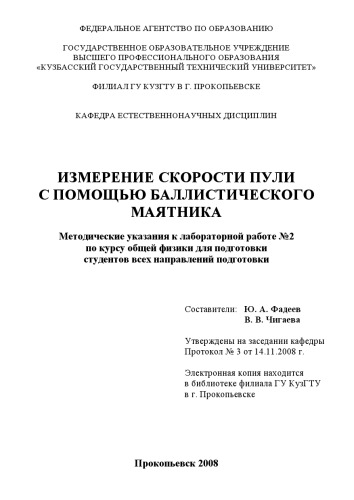 ФЕДЕРАЛЬНОЕ АГЕНТСТВО ПО ОБРАЗОВАНИЮ
ГОСУДАРСТВЕННОЕ ОБРАЗОВАТЕЛЬНОЕ УЧРЕЖДЕНИЕ
ВЫСШЕГО ПРОФЕССИОНАЛЬНОГО ОБРАЗОВАНИЯ
«КУЗБАССКИЙ ГОСУДАРСТВЕННЫЙ ТЕХНИЧЕСКИЙ УНИВЕРСИТЕТ»
ФИЛИАЛ ГУ КУЗГТУ В Г. ПРОКОПЬЕВСКЕ
КАФЕДРА ЕСТЕСТВЕННОНАУЧНЫХ ДИСЦИПЛИН
ИЗМЕРЕНИЕ СКОРОСТИ ПУЛИ
С ПОМОЩЬЮ БАЛЛИСТИЧЕСКОГО
МАЯТНИКА
Методические указания к лабораторной работе №2
по курсу общей физики для подготовки
студентов всех направлений подготовки
Составители: Ю. А. Фадеев
В. В. Чигаева
Утверждены на заседании кафедры
Протокол № 3 от 14.11.2008 г.
Электронная копия находится
в библиотеке филиала ГУ КузГТУ
в г. Прокопьевске
Прокопьевск 2008